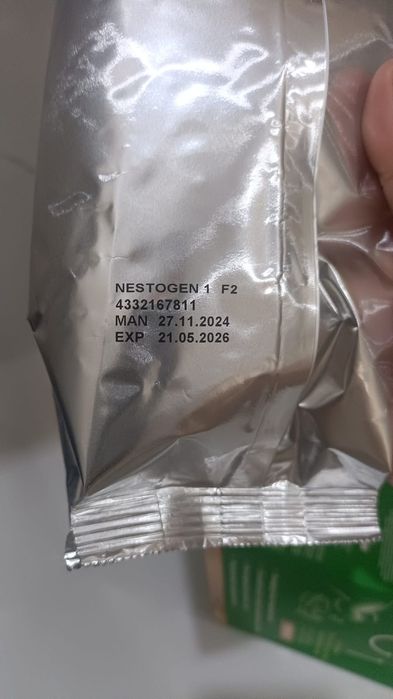 NESTOGEN 1 F2
4332167811
MAN 27.11.2024
EXP 21.05.2026